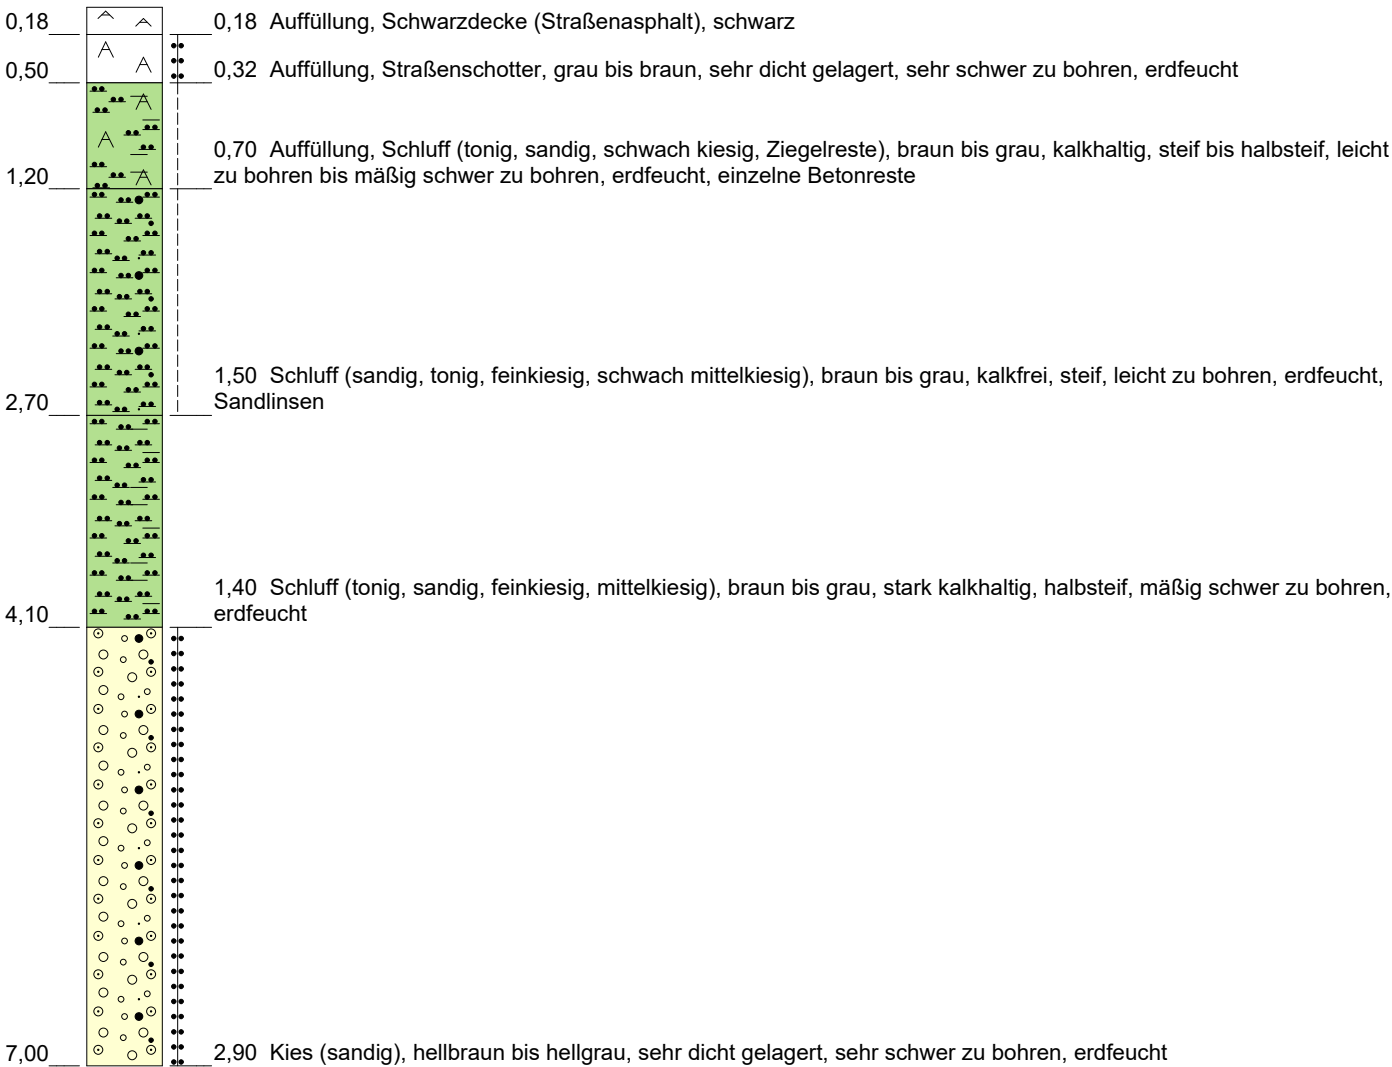 0,18 0,18 Auffüllung, Schwarzdecke (Straßenasphalt), schwarz
0,50 0,32 Auffüllung, Straßenschotter, grau bis braun, sehr dicht gelagert, sehr schwer zu bohren, erdfeucht
0,70 Auffüllung, Schluff (tonig, sandig, schwach kiesig, Ziegelreste), braun bis grau, kalkhaltig, steif bis halbsteif, leicht
1,20 zu bohren bis mäßig schwer zu bohren, erdfeucht, einzelne Betonreste
1,50 Schluff (sandig, tonig, feinkiesig, schwach mittelkiesig), braun bis grau, kalkfrei, steif, leicht zu bohren, erdfeucht,
2,70 Sandlinsen
1,40 Schluff (tonig, sandig, feinkiesig, mittelkiesig), braun bis grau, stark kalkhaltig, halbsteif, mäßig schwer zu bohren,
4,10 erdfeucht
7,00 2,90 Kies (sandig), hellbraun bis hellgrau, sehr dicht gelagert, sehr schwer zu bohren, erdfeucht